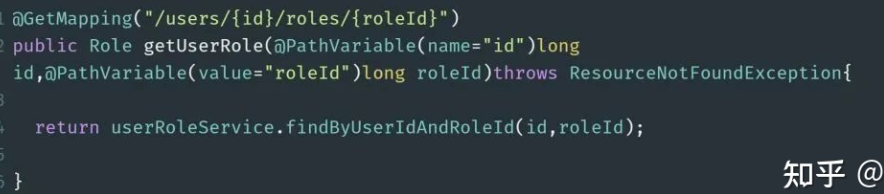 @GetMapping("/users/{id}/roles/{roleId}")
2 public Role getUserRole(@PathVariable(name="id")long
id,@PathVariable(value="roleId")long roleId)throws ResourceNotFoundException{
return userRoleService.findByUserIdAndRoleId(id,roleId);
}
知乎 @